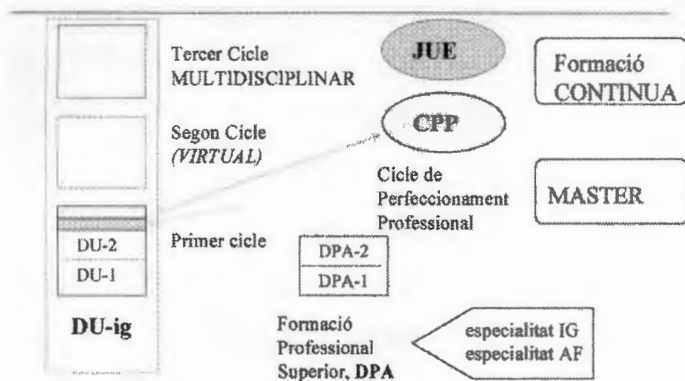 Tercer Cicle
MULTIDISCIPLINAR
JUE
Formació
CONTINUA
Segon Cicle
(VIRTUAL)
CPP
Cicle de
Perfeccionament
Professional
MASTER
DU-2
DU-1
Primer cicle
DPA-2
DPA-1
DU-ig
Formació
Professional
Superior, DPA
especialitat IG
especialitat AF